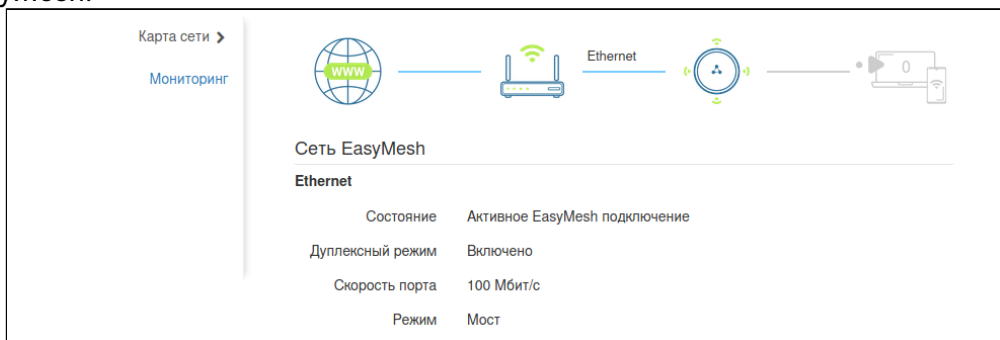 Карта сети
Мониторинг
www
Ethernet
0
Сеть EasyMesh
Ethernet
Состояние Активное EasyMesh подключение
Дуплексный режим Включено
Скорость порта 100 Мбит/с
Режим Мост